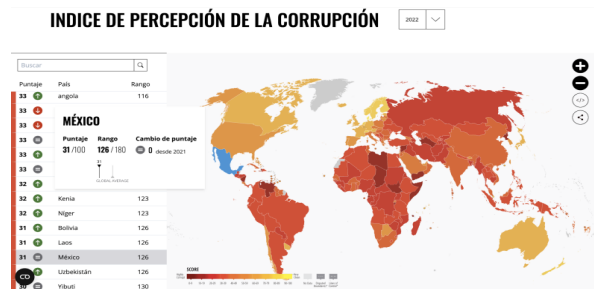 INDICE DE PERCEPCIÓN DE LA CORRUPCIÓN
2022
Buscar
Puntaje País Rango
33 angola 116
33
33
MÉXICO
Puntaje Rango Cambio de puntaje
31/100 126 / 180 0 desde 2021
31
GLOBAL AVERAGE
33
33
33
32
32 Kenia 123
32 Níger 123
31 Bolivia 126
31 Laos 126
31 México 126
Uzbekistán 126
30 Yibuti 130
SCORE